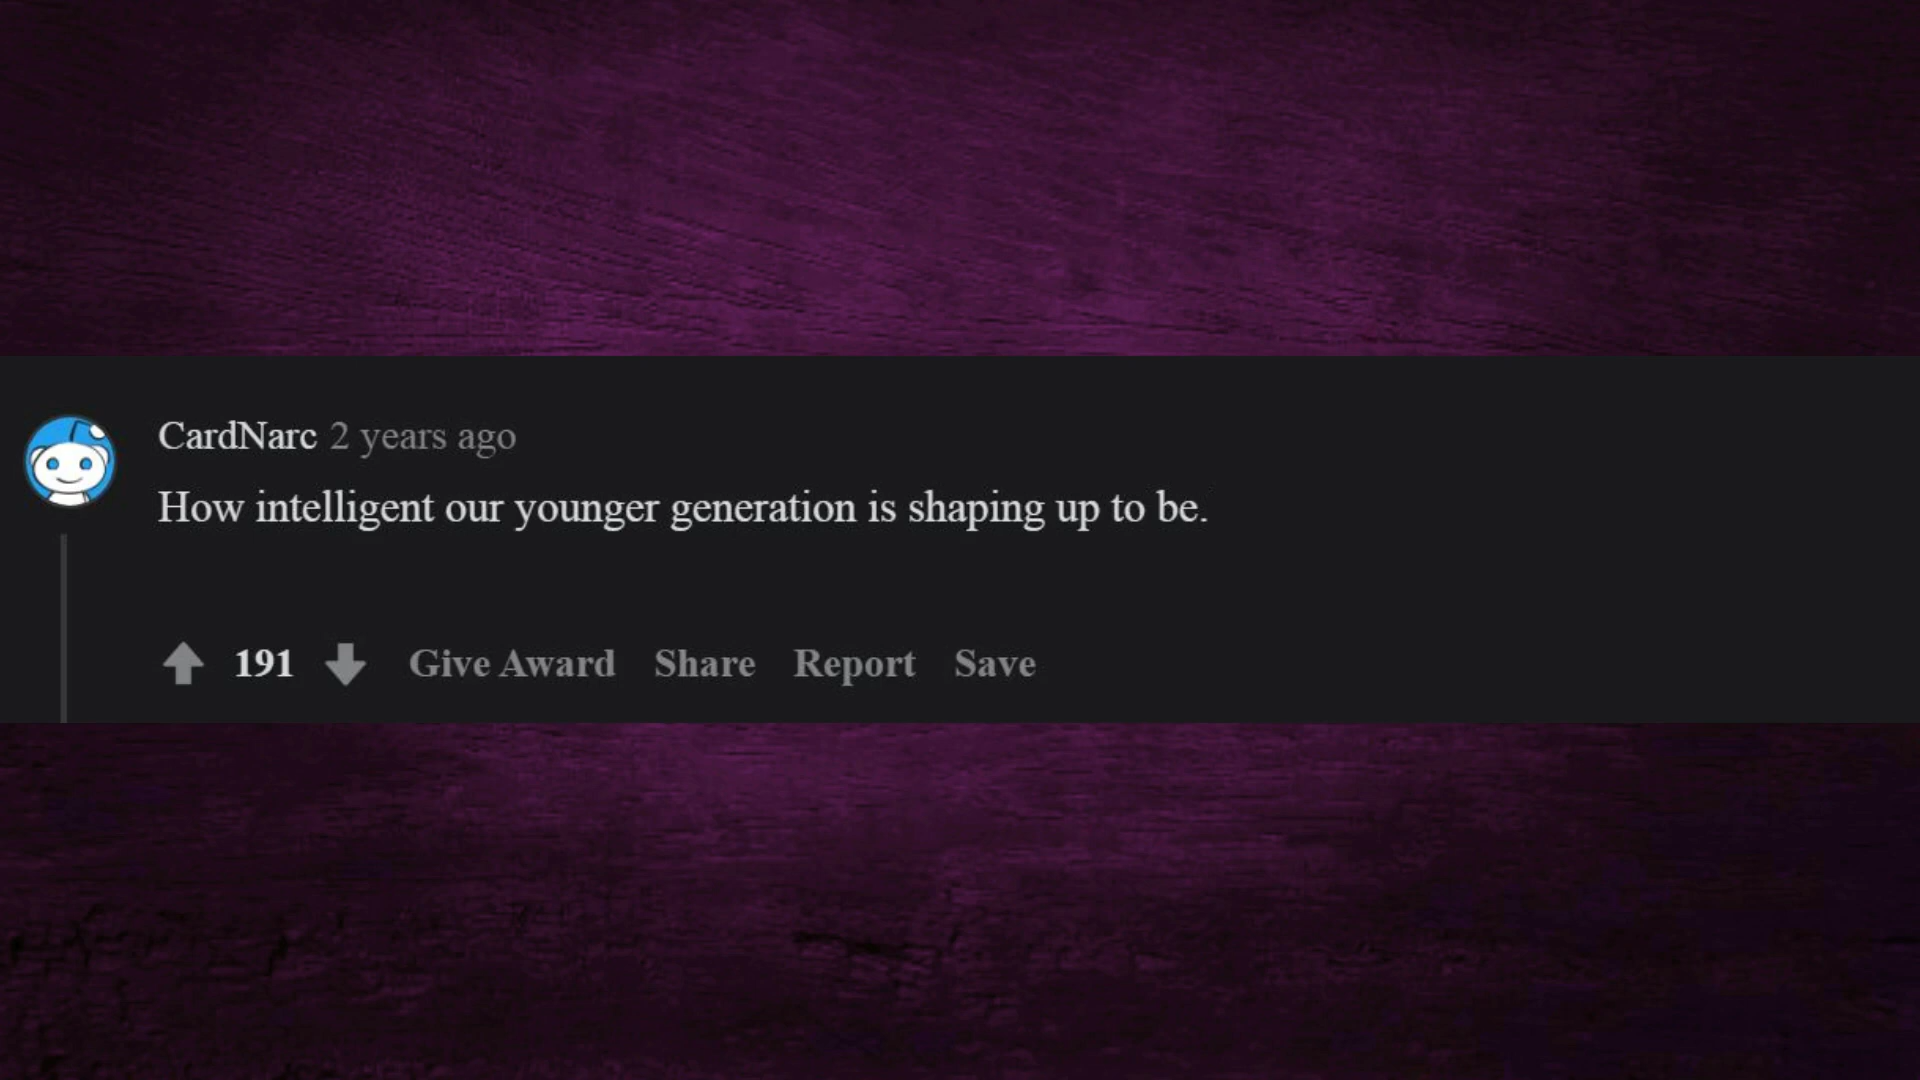 CardNarc 2 years ago
How intelligent our younger generation is shaping up to be.
191 Give Award Share Report Save